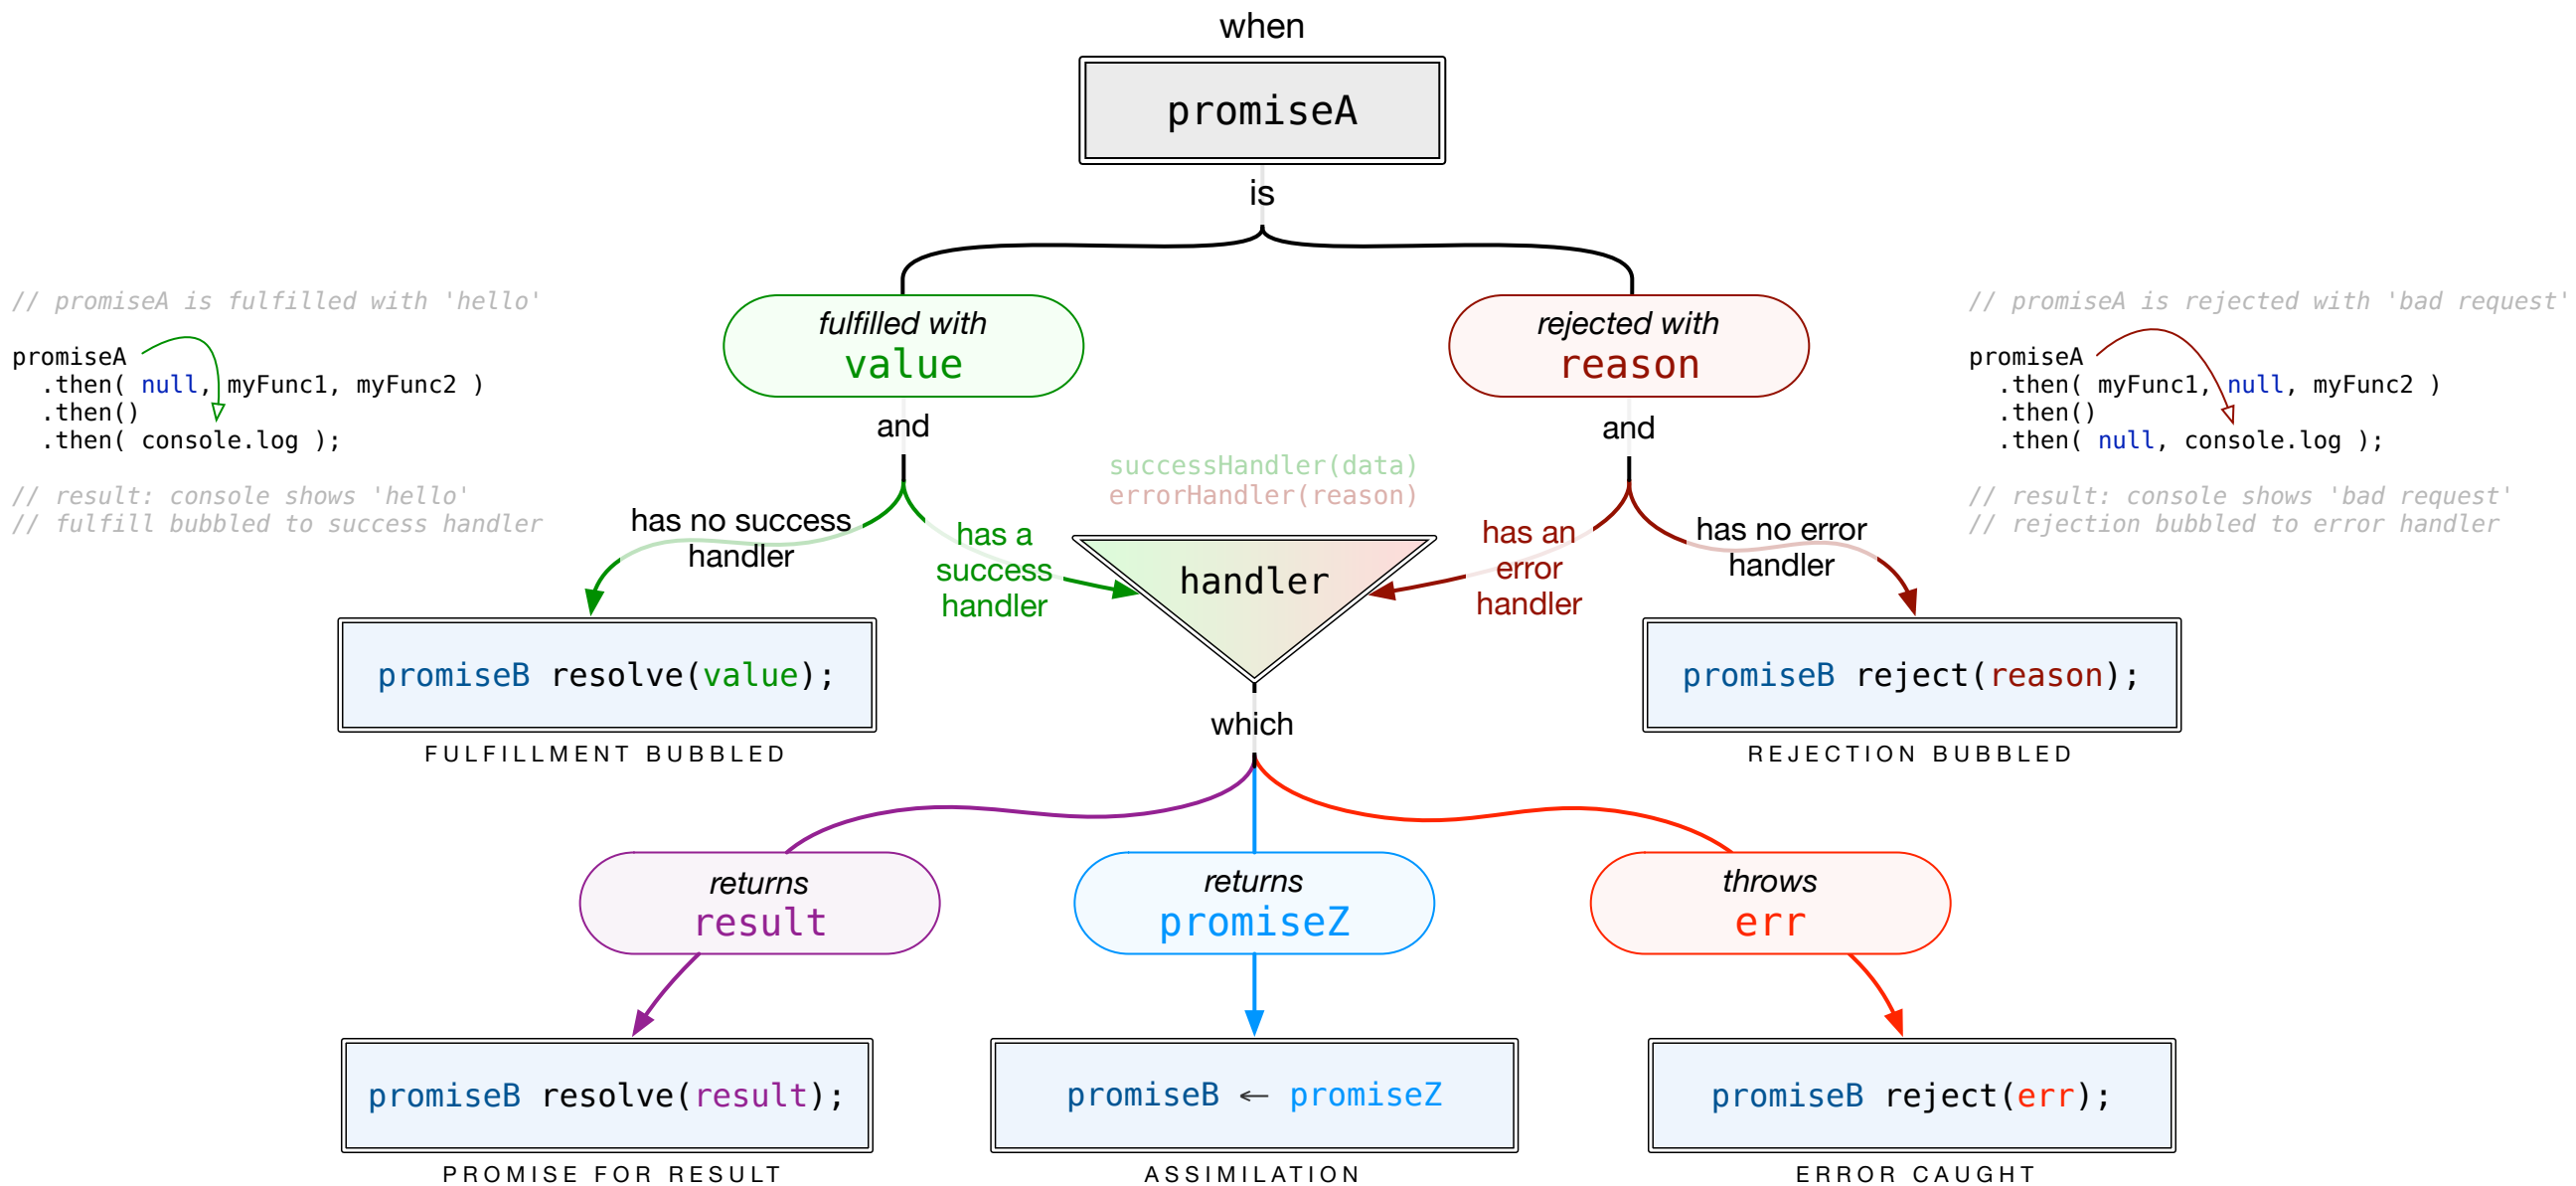 when
promiseA
is
// promiseA is fulfilled with 'hello'
promiseA
.then( null, myFunc1, myFunc2 )
.then()
.then( console.log );
// result: console shows 'hello'
// fulfill bubbled to success handler
fulfilled with
value
and
rejected with
reason
and
// promiseA is rejected with 'bad request'
promiseA
.then( myFunc1, null, myFunc2 )
.then()
.then( null, console.log );
// result: console shows 'bad request'
// rejection bubbled to error handler
successHandler(data)
errorHandler(reason)
has no success
handler
has a
success
handler
handler
has an
error
handler
has no error
handler
promiseB resolve(value);
FULFILLMENT BUBBLED
which
promiseB reject(reason);
REJECTION BUBBLED
returns
result
returns
promiseZ
throws
err
promiseB resolve(result);
PROMISE FOR RESULT
promiseB ← promiseZ
ASSIMILATION
promiseB reject(err);
ERROR CAUGHT